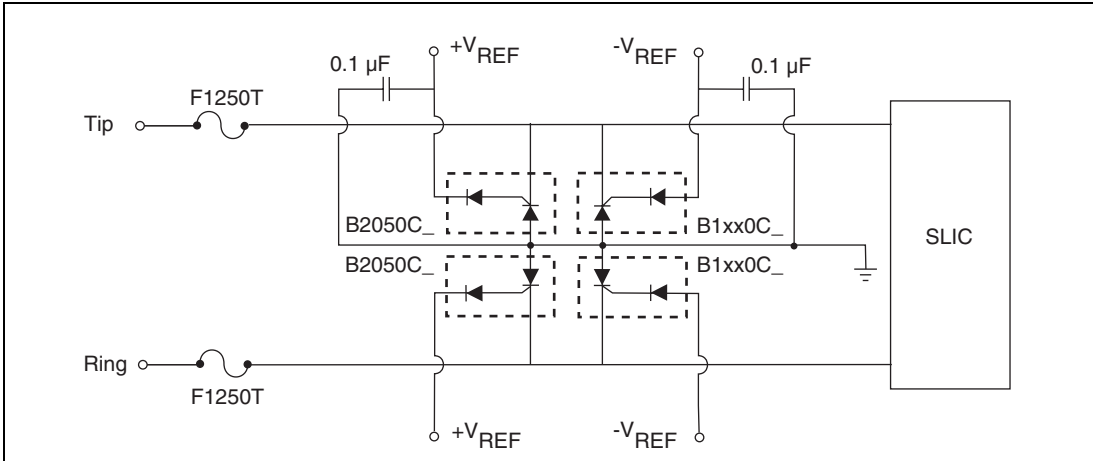 +VREF
-VREF
0.1 µF
0.1 µF
F1250T
Tip
B2050C_
B1xx0C_
SLIC
B2050C_
B1xx0C_
Ring
F1250T
+VREF
-VREF